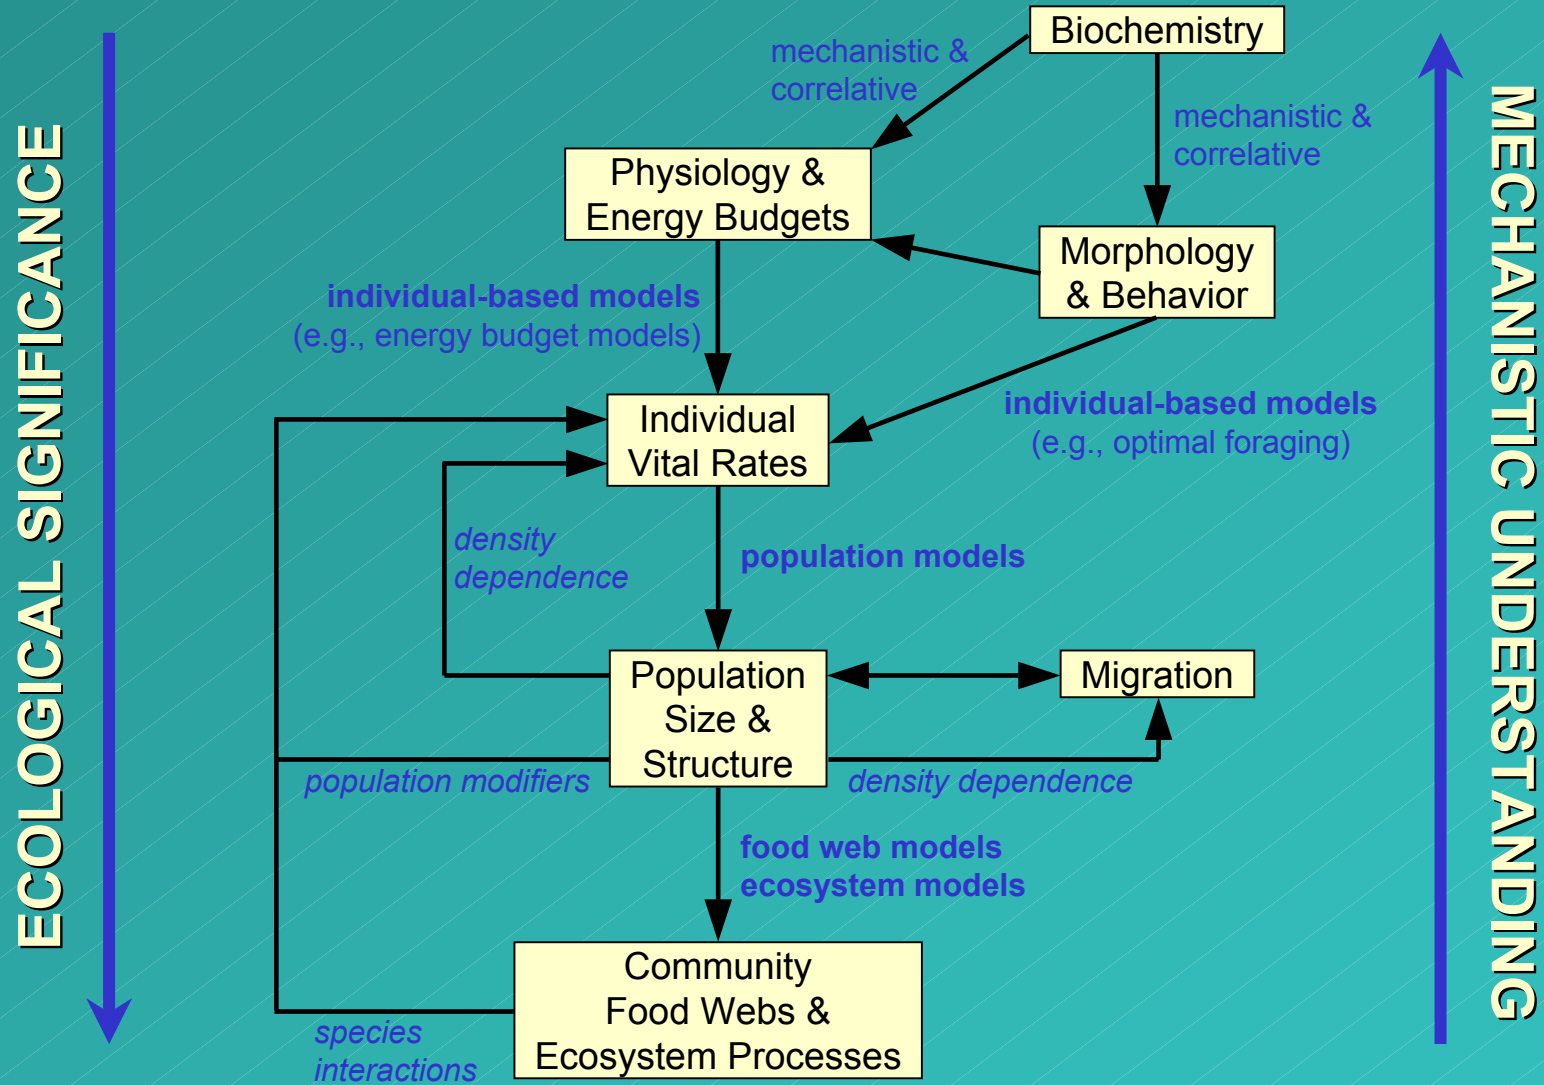 ECOLOGICAL SIGNIFICANCE
MECHANISTIC UNDERSTANDING
Biochemistry
mechanistic &
correlative
mechanistic &
correlative
Physiology &
Energy Budgets
Morphology
& Behavior
individual-based models
(e.g., energy budget models)
individual-based models
(e.g., optimal foraging)
Individual
Vital Rates
density
dependence
population models
Population
Size &
Structure
Migration
population modifiers
density dependence
food web models
ecosystem models
Community
Food Webs &
Ecosystem Processes
species
interactions